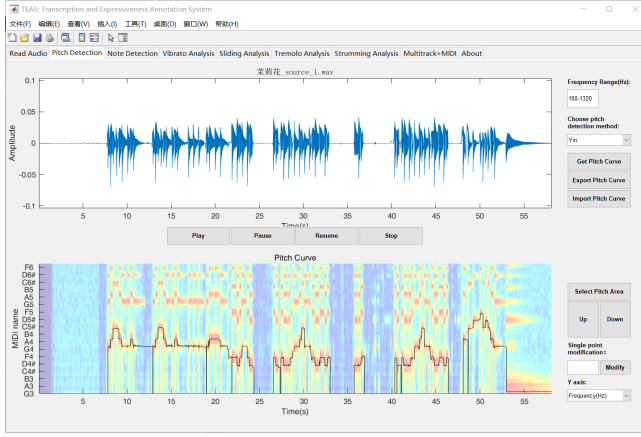 TEAS: Transcription and Expressiveness Annotation System
文件(F) 编辑(E) 查看(V) 插入(I) 工具(T) 桌面(D) 窗口(W) 帮助(H)
Read Audio Pitch Detection Note Detection Vibrato Analysis Sliding Analysis Tremolo Analysis Strumming Analysis Multitrack+MIDI About
茉莉花_source_1.wav
Amplitude
0.1
0.05
0
-0.05
-0.1
5 10 15 20 25 30 35 40 45 50 55
Time(s)
Play Pause Resume Stop
Frequency Range(Hz):
100-1320
Choose pitch
detection method:
Yin
Get Pitch Curve
Export Pitch Curve
Import Pitch Curve
Pitch Curve
MIDI name
F6
D6#
C6#
B5
A5
G5
F5
D5#
C5#
B4
A4
G4
F4
D4#
C4#
B3
A3
G3
5 10 15 20 25 30 35 40 45 50 55
Time(s)
Select Pitch Area
Up Down
Single point
modification:
Modify
Y axis:
Frequency(Hz)